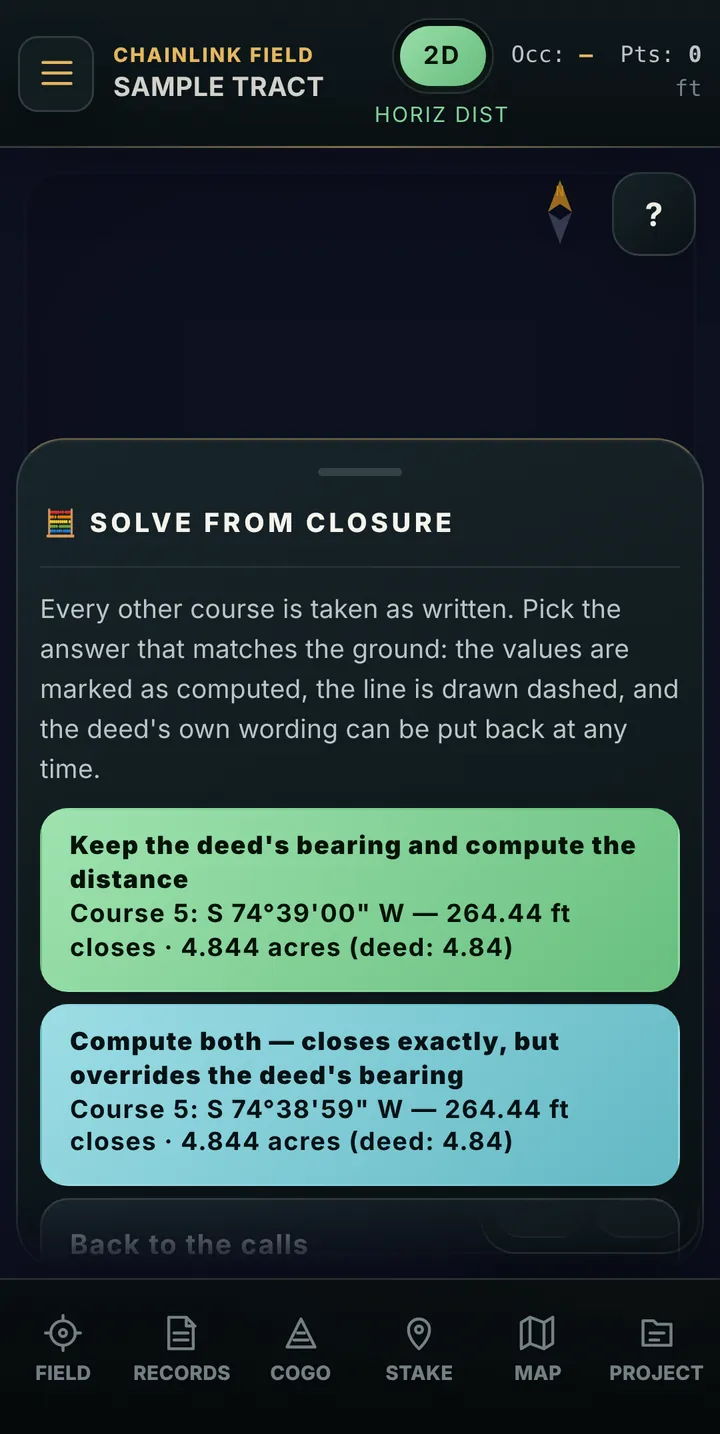 CHAINLINK FIELD
SAMPLE TRACT
2D
HORIZ DIST
Occ: – Pts: 0
ft
?
SOLVE FROM CLOSURE
Every other course is taken as written. Pick the
answer that matches the ground: the values are
marked as computed, the line is drawn dashed, and
the deed's own wording can be put back at any
time.
Keep the deed's bearing and compute the
distance
Course 5: S 74°39'00" W — 264.44 ft
closes · 4.844 acres (deed: 4.84)
Compute both — closes exactly, but
overrides the deed's bearing
Course 5: S 74°38'59" W — 264.44 ft
closes · 4.844 acres (deed: 4.84)
Back to the calls
FIELD RECORDS COGO STAKE MAP PROJECT